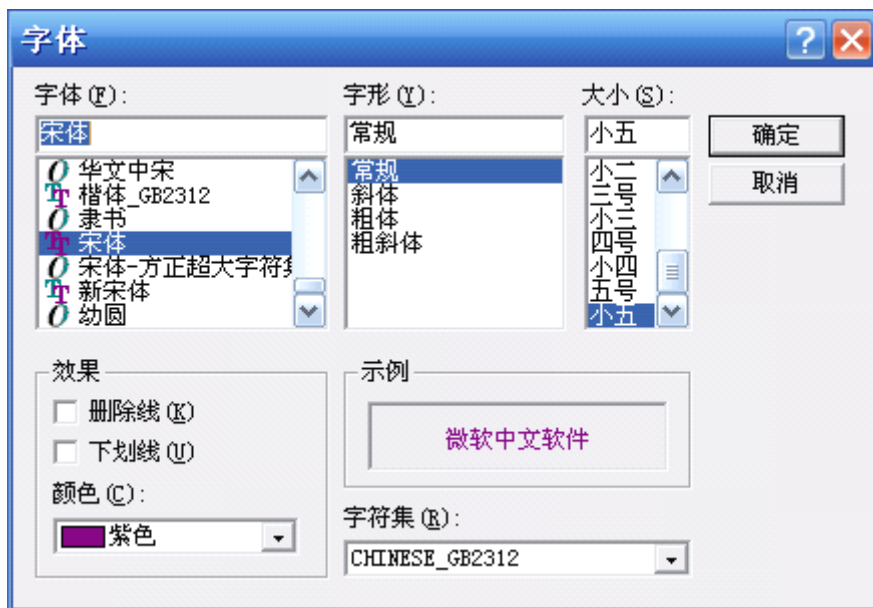 字体
字体(F):
宋体
华文中宋
楷体_GB2312
隶书
宋体
宋体-方正超大字符集
新宋体
幼圆
字形(Y):
常规
常规
斜体
粗体
粗斜体
大小(S):
小五
小二
三号
小三
四号
小四
五号
小五
确定
取消
效果
删除线(K)
下划线(U)
颜色(C):
紫色
示例
微软中文软件
字符集(R):
CHINESE_GB2312